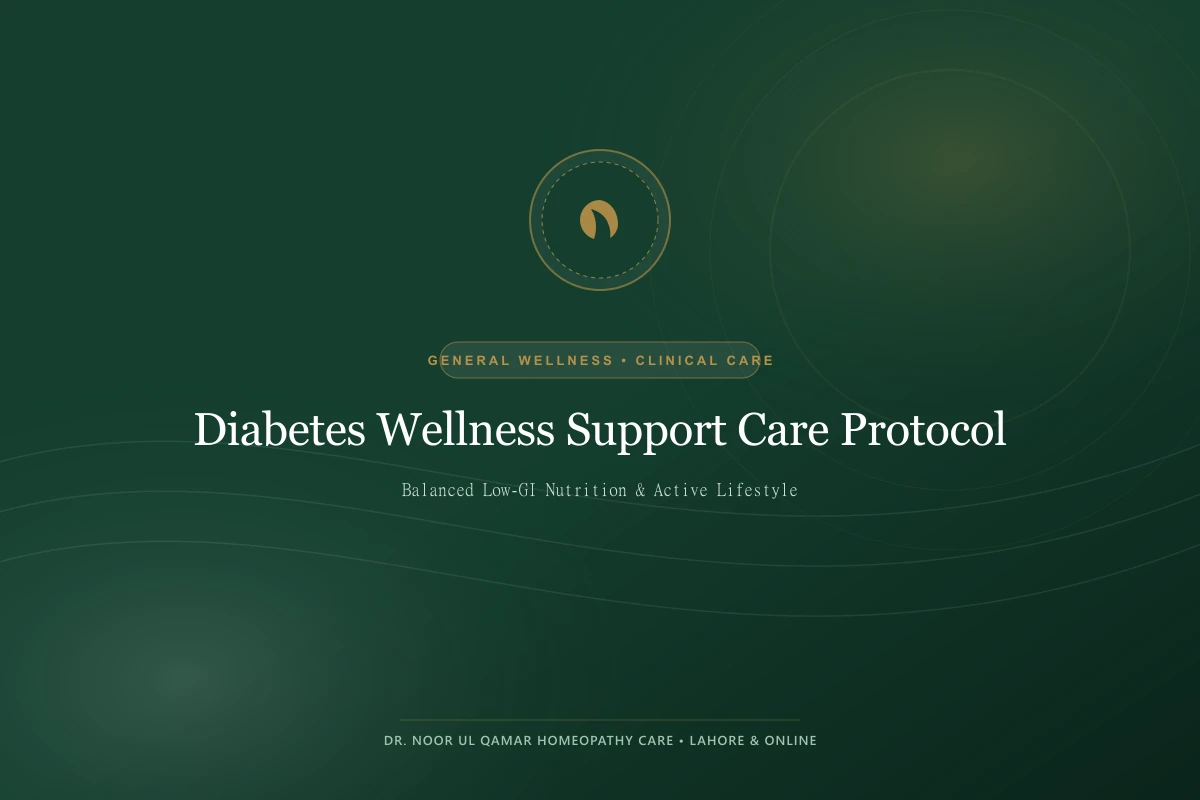 GENERAL WELLNESS • CLINICAL CARE
Diabetes Wellness Support Care Protocol
Balanced Low-GI Nutrition & Active Lifestyle
DR. NOOR UL QAMAR HOMEOPATHY CARE • LAHORE & ONLINE